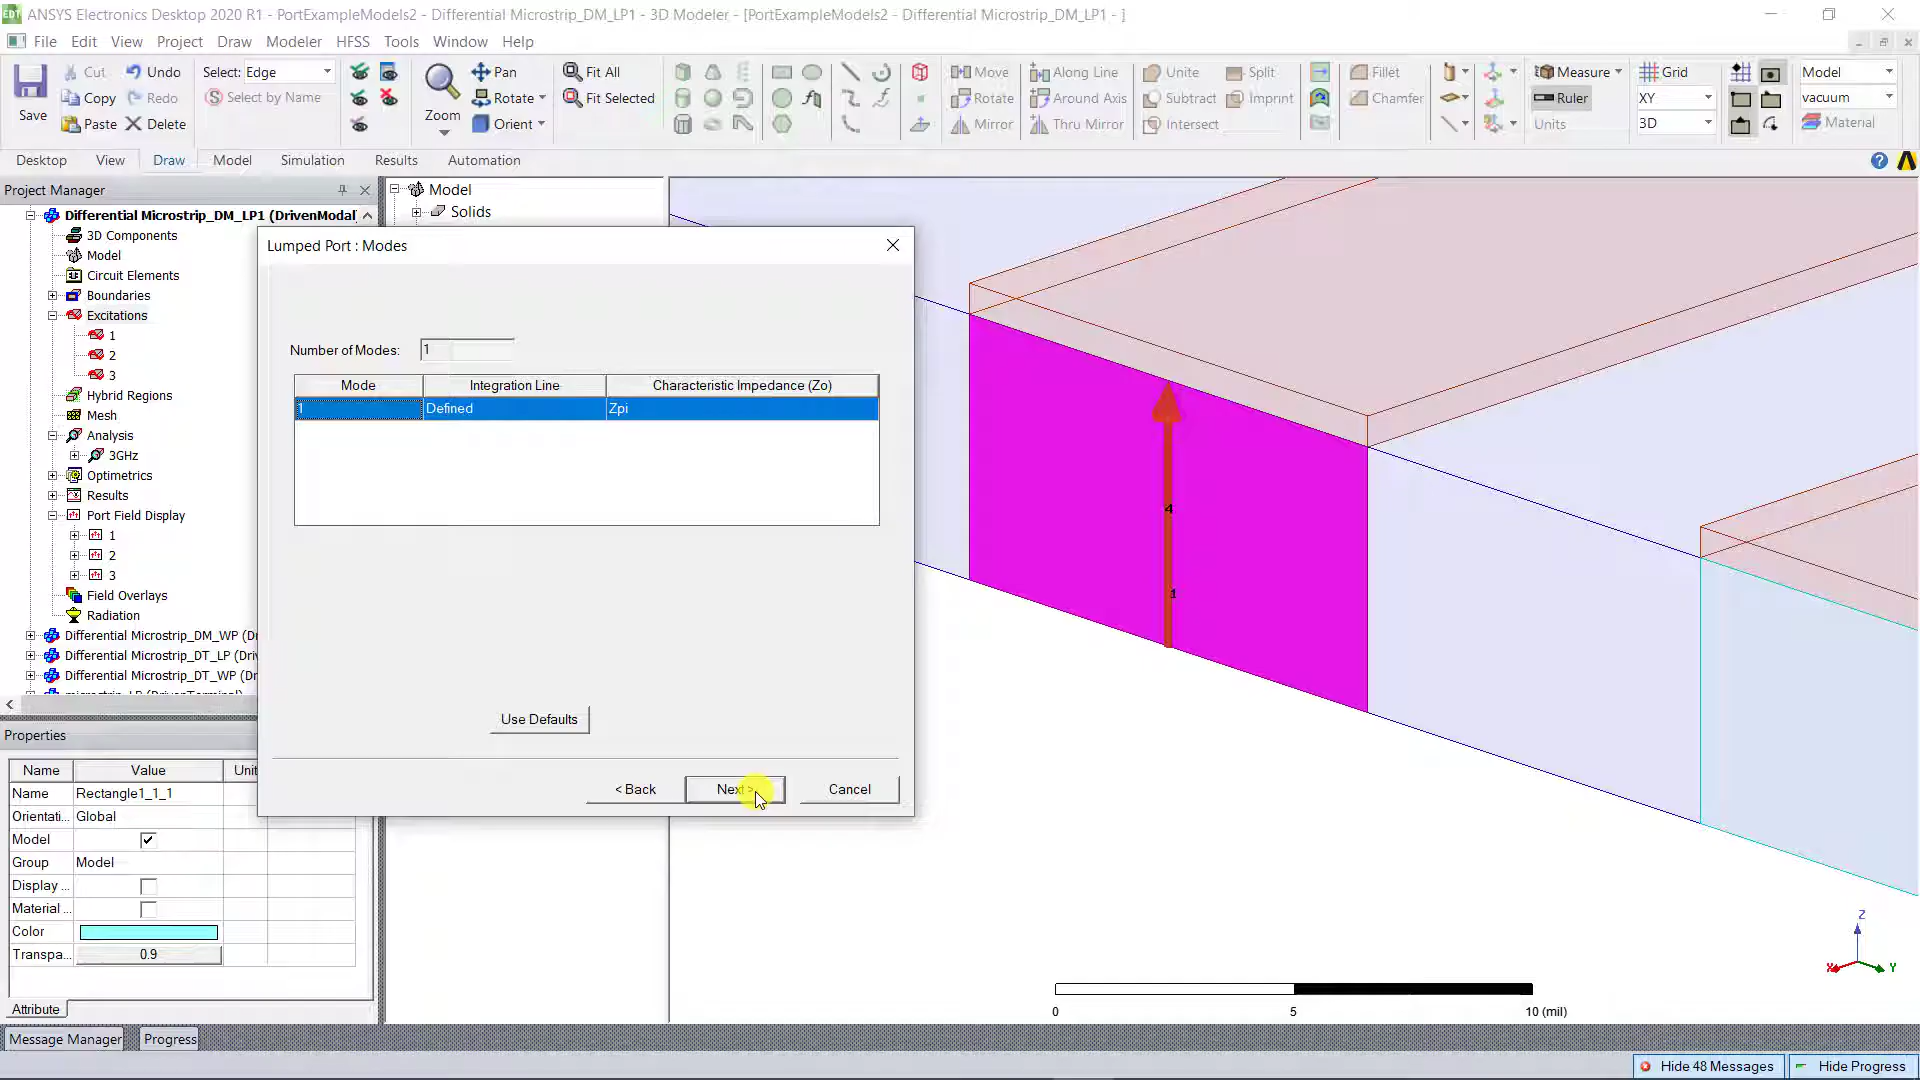 ANSYS Electronics Desktop 2020 R1 - PortExampleModels2 - Differential Microstrip_DM_LP1 - 3D Modeler - [PortExampleModels2 - Differential Microstrip_DM_LP1 - ]
File Edit View Project Draw Modeler HFSS Tools Window Help
Save
Cut Undo
Copy Redo
Paste Delete
Select: Edge
Select by Name
Zoom
Pan
Rotate
Orient
Fit All
Fit Selected
Move
Rotate
Mirror
Along Line
Around Axis
Thru Mirror
Unite Split
Subtract Imprint
Intersect
Fillet
Chamfer
Measure
Ruler
Units
Grid
XY
3D
Model
vacuum
Material
Desktop View Draw Model Simulation Results Automation
Project Manager
Differential Microstrip_DM_LP1 (DrivenModal
3D Components
Model
Circuit Elements
Boundaries
Excitations
1
2
3
Hybrid Regions
Mesh
Analysis
3GHz
Optimetrics
Results
Port Field Display
1
2
3
Field Overlays
Radiation
Differential Microstrip_DM_WP (Dr
Differential Microstrip_DT_LP (Driv
Differential Microstrip_DT_WP (Dr
microstrip_LP (DrivenTerminal)
Model
Solids
Lumped Port : Modes
Number of Modes: 1
Mode Integration Line Characteristic Impedance (Zo)
1 Defined Zpi
Use Defaults
< Back Next > Cancel
Properties
Name Value Unit
Name Rectangle1_1_1
Orientati... Global
Model
Group Model
Display ...
Material ...
Color
Transpa... 0.9
Attribute
4
1
Z
X Y
0 5 10 (mil)
Message Manager Progress
Hide 48 Messages Hide Progress